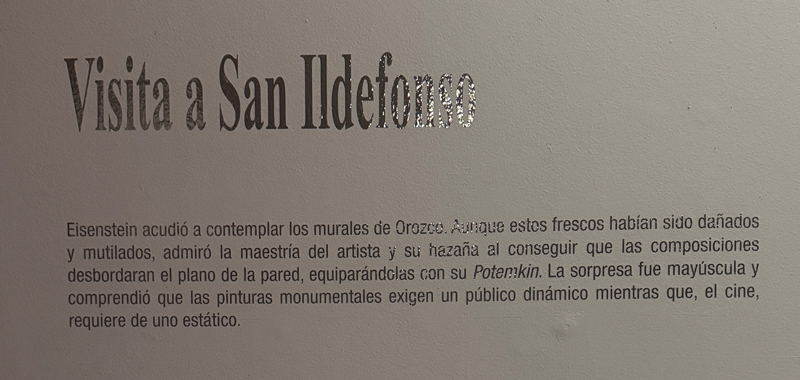 Visita a San Ildefonso
Eisenstein acudió a contemplar los murales de Orozco. Aunque estos frescos habían sido dañados
y mutilados, admiró la maestría del artista y su hazaña al conseguir que las composiciones
desbordaran el plano de la pared, equiparándolas con su Potemkin. La sorpresa fue mayúscula y
comprendió que las pinturas monumentales exigen un público dinámico mientras que, el cine,
requiere de uno estático.